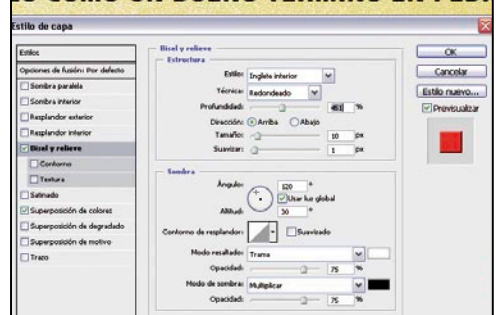 Estilo de capa
Estilos
Opciones de fusión: Por defecto
Sombra paralela
Sombra interior
Resplandor exterior
Resplandor interior
Bisel y relieve
Contorno
Textura
Satinado
Superposición de colores
Superposición de degradado
Superposición de motivo
Trazo
Bisel y relieve
Estructura
Estilo: Inglete interior
Técnica: Redondeado
Profundidad: 451 %
Dirección: Arriba Abajo
Tamaño: 10 px
Suavizar: 1 px
Sombra
Ángulo: 120 °
Usar luz global
Altitud: 30 °
Contorno de resplandor: Suavizado
Modo resaltado: Trama
Opacidad: 75 %
Modo de sombra: Multiplicar
Opacidad: 75 %
OK
Cancelar
Estilo nuevo...
Previsualizar